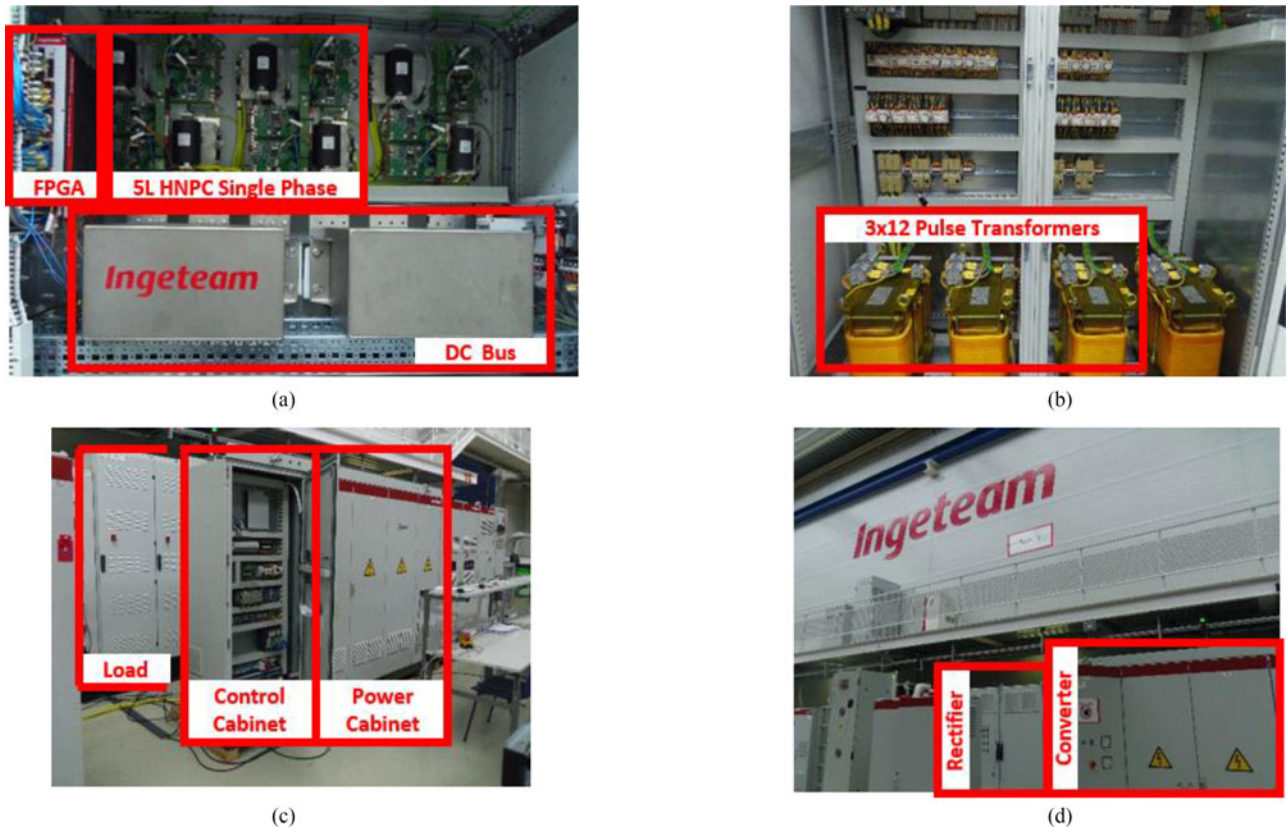 FPGA
5L HNPC Single Phase
Ingeteam
DC Bus
(a)
3x12 Pulse Transformers
(b)
Load
Control
Cabinet
Power
Cabinet
(c)
Ingeteam
Rectifier
Converter
(d)